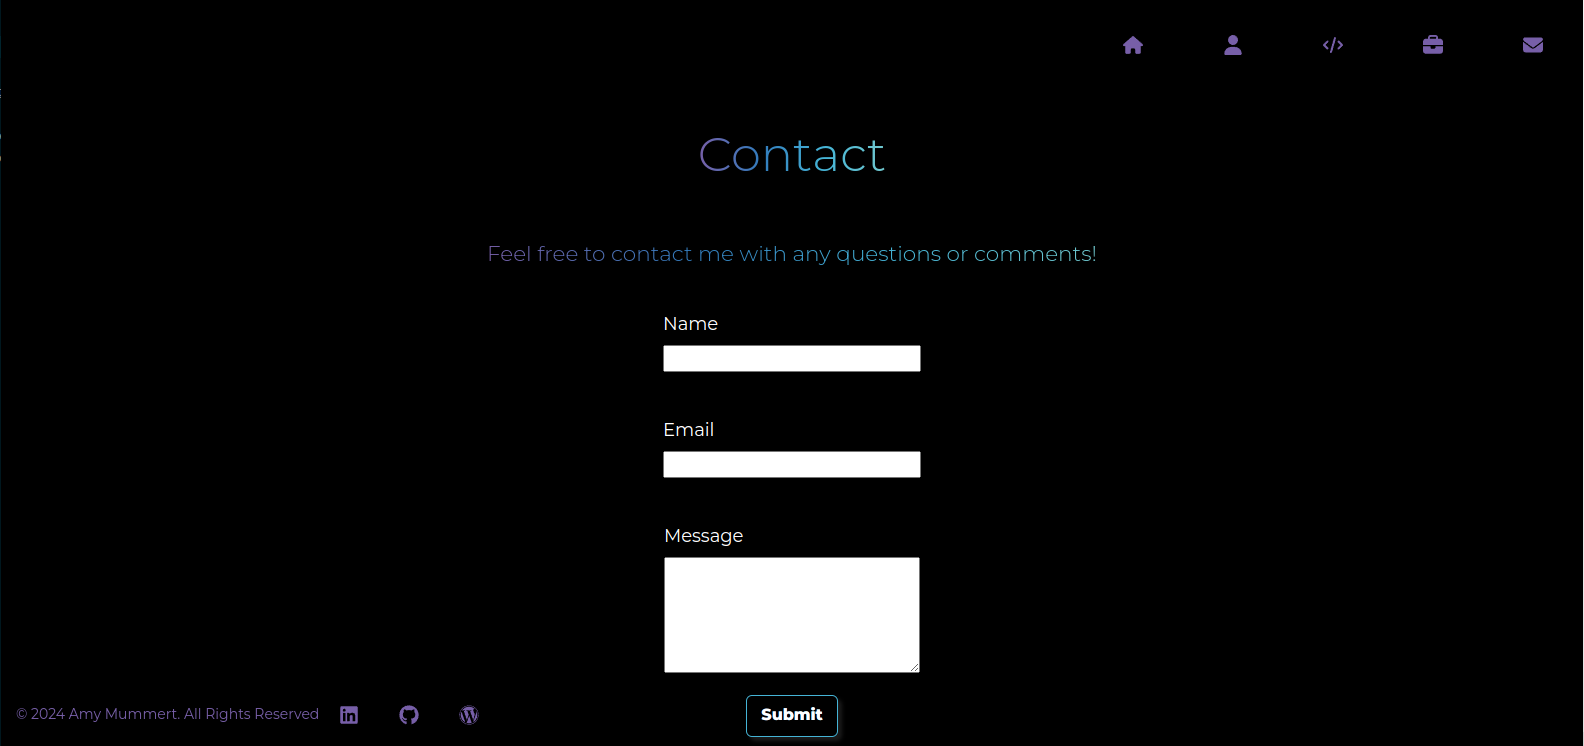 Contact
Feel free to contact me with any questions or comments!
Name
Email
Message
Submit
© 2024 Amy Mummert. All Rights Reserved